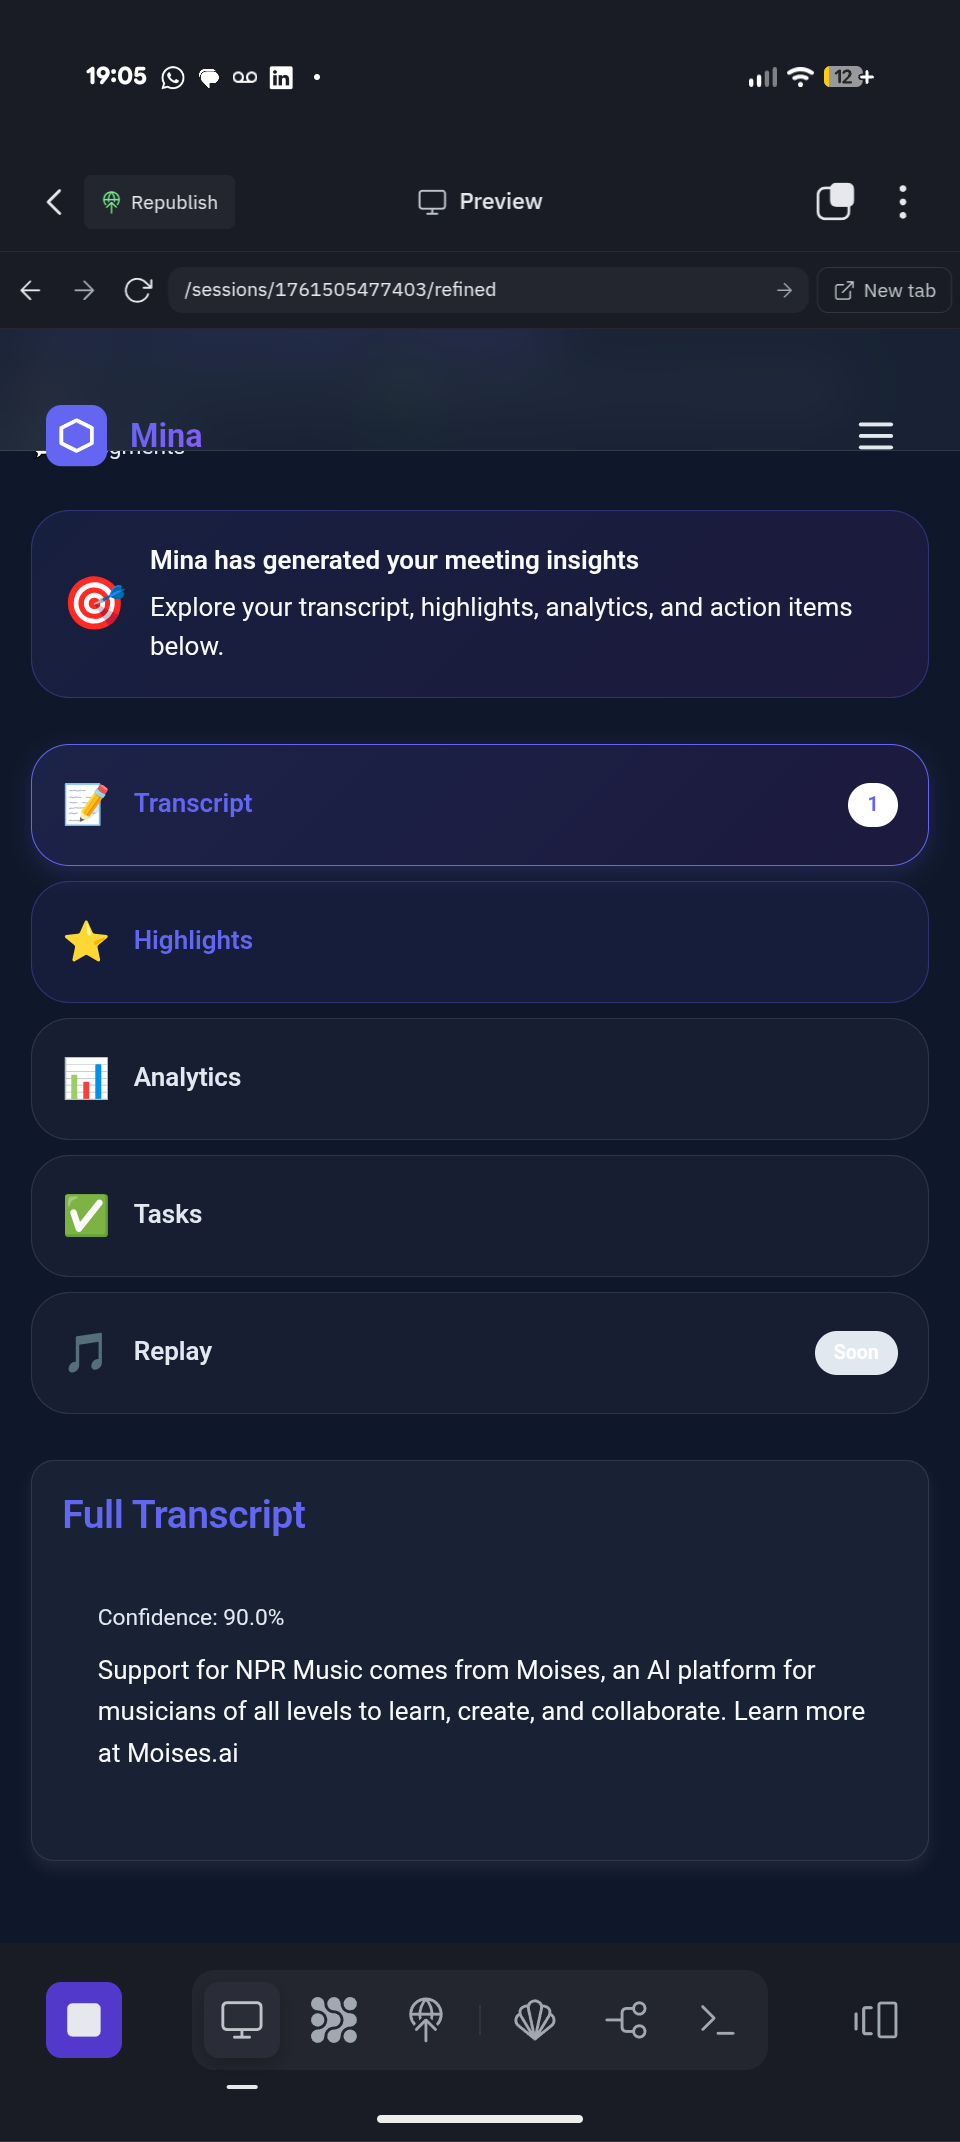 19:05
12+
Republish
Preview
/sessions/1761505477403/refined
New tab
Mina
Mina has generated your meeting insights
Explore your transcript, highlights, analytics, and action items
below.
Transcript
1
Highlights
Analytics
Tasks
Replay
Soon
Full Transcript
Confidence: 90.0%
Support for NPR Music comes from Moises, an AI platform for
musicians of all levels to learn, create, and collaborate. Learn more
at Moises.ai